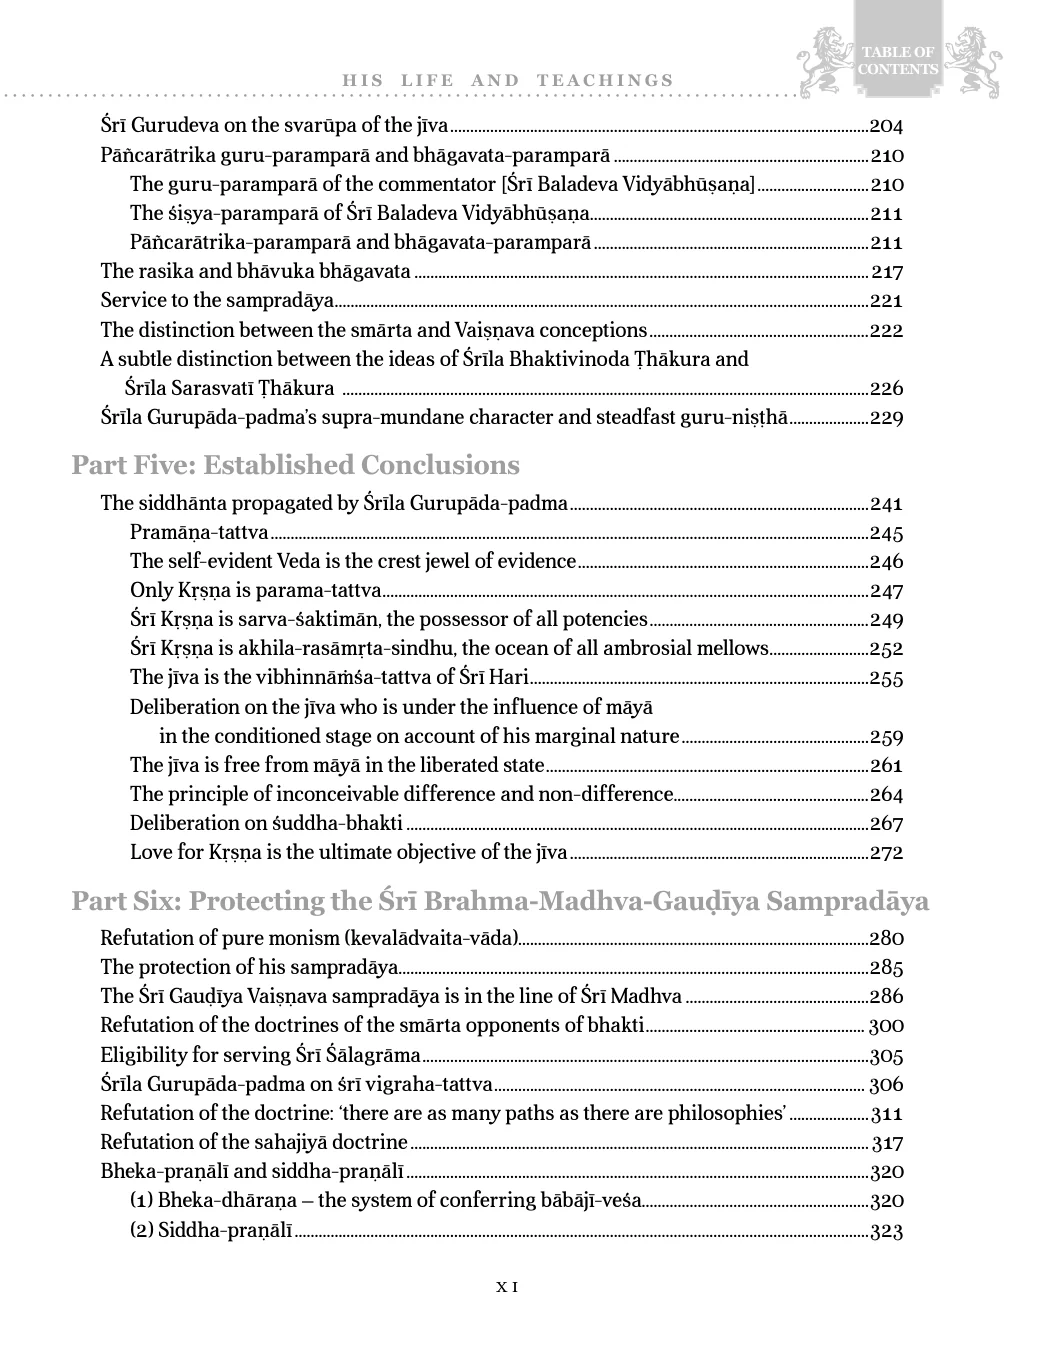 HIS LIFE AND TEACHINGS
TABLE OF
CONTENTS
Śrī Gurudeva on the svarūpa of the jīva 204
Pāñcarātrika guru-paramparā and bhāgavata-paramparā 210
The guru-paramparā of the commentator [Śrī Baladeva Vidyābhūṣaṇa] 210
The śiṣya-paramparā of Śrī Baladeva Vidyābhūṣaṇa 211
Pāñcarātrika-paramparā and bhāgavata-paramparā 211
The rasika and bhāvuka bhāgavata 217
Service to the sampradāya 221
The distinction between the smārta and Vaiṣṇava conceptions 222
A subtle distinction between the ideas of Śrīla Bhaktivinoda Ṭhākura and
Śrīla Sarasvatī Ṭhākura 226
Śrīla Gurupāda-padma’s supra-mundane character and steadfast guru-niṣṭhā 229
Part Five: Established Conclusions
The siddhānta propagated by Śrīla Gurupāda-padma 241
Pramāṇa-tattva 245
The self-evident Veda is the crest jewel of evidence 246
Only Kṛṣṇa is parama-tattva 247
Śrī Kṛṣṇa is sarva-śaktimān, the possessor of all potencies 249
Śrī Kṛṣṇa is akhila-rasāmṛta-sindhu, the ocean of all ambrosial mellows 252
The jīva is the vibhinnāṁśa-tattva of Śrī Hari 255
Deliberation on the jīva who is under the influence of māyā
in the conditioned stage on account of his marginal nature 259
The jīva is free from māyā in the liberated state 261
The principle of inconceivable difference and non-difference 264
Deliberation on śuddha-bhakti 267
Love for Kṛṣṇa is the ultimate objective of the jīva 272
Part Six: Protecting the Śrī Brahma-Madhva-Gauḍīya Sampradāya
Refutation of pure monism (kevalādvaita-vāda) 280
The protection of his sampradāya 285
The Śrī Gauḍīya Vaiṣṇava sampradāya is in the line of Śrī Madhva 286
Refutation of the doctrines of the smārta opponents of bhakti 300
Eligibility for serving Śrī Śālagrāma 305
Śrīla Gurupāda-padma on śrī vigraha-tattva 306
Refutation of the doctrine: ‘there are as many paths as there are philosophies’ 311
Refutation of the sahajiyā doctrine 317
Bheka-praṇālī and siddha-praṇālī 320
(1) Bheka-dhāraṇa – the system of conferring bābājī-veśa 320
(2) Siddha-praṇālī 323
XI